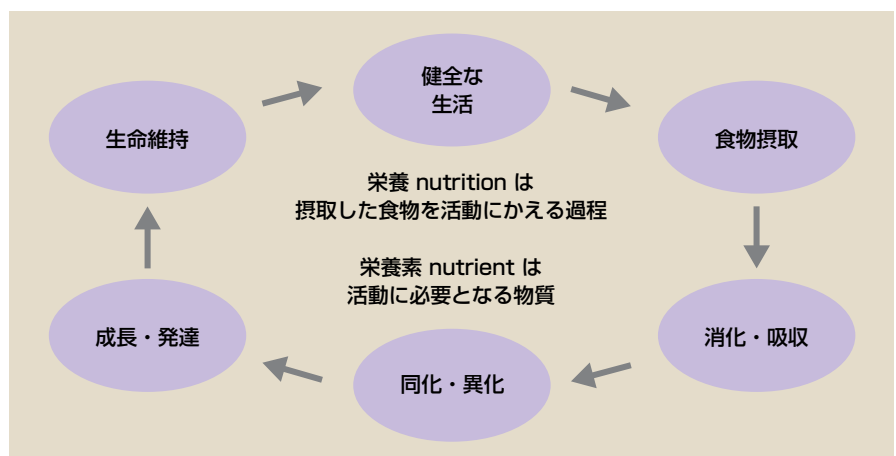 健全な
生活
生命維持
食物摂取
栄養 nutrition は
摂取した食物を活動にかえる過程
栄養素 nutrient は
活動に必要となる物質
成長・発達
消化・吸収
同化・異化